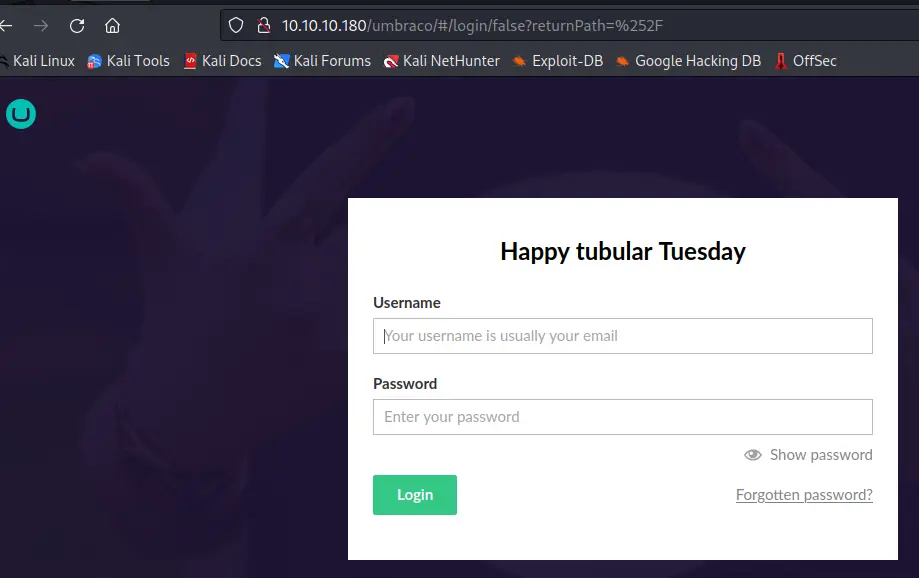 10.10.10.180/umbraco/#/login/false?returnPath=%252F
Kali Linux Kali Tools Kali Docs Kali Forums Kali NetHunter Exploit-DB Google Hacking DB OffSec
Happy tubular Tuesday
Username
Your username is usually your email
Password
Enter your password
Show password
Login Forgotten password?